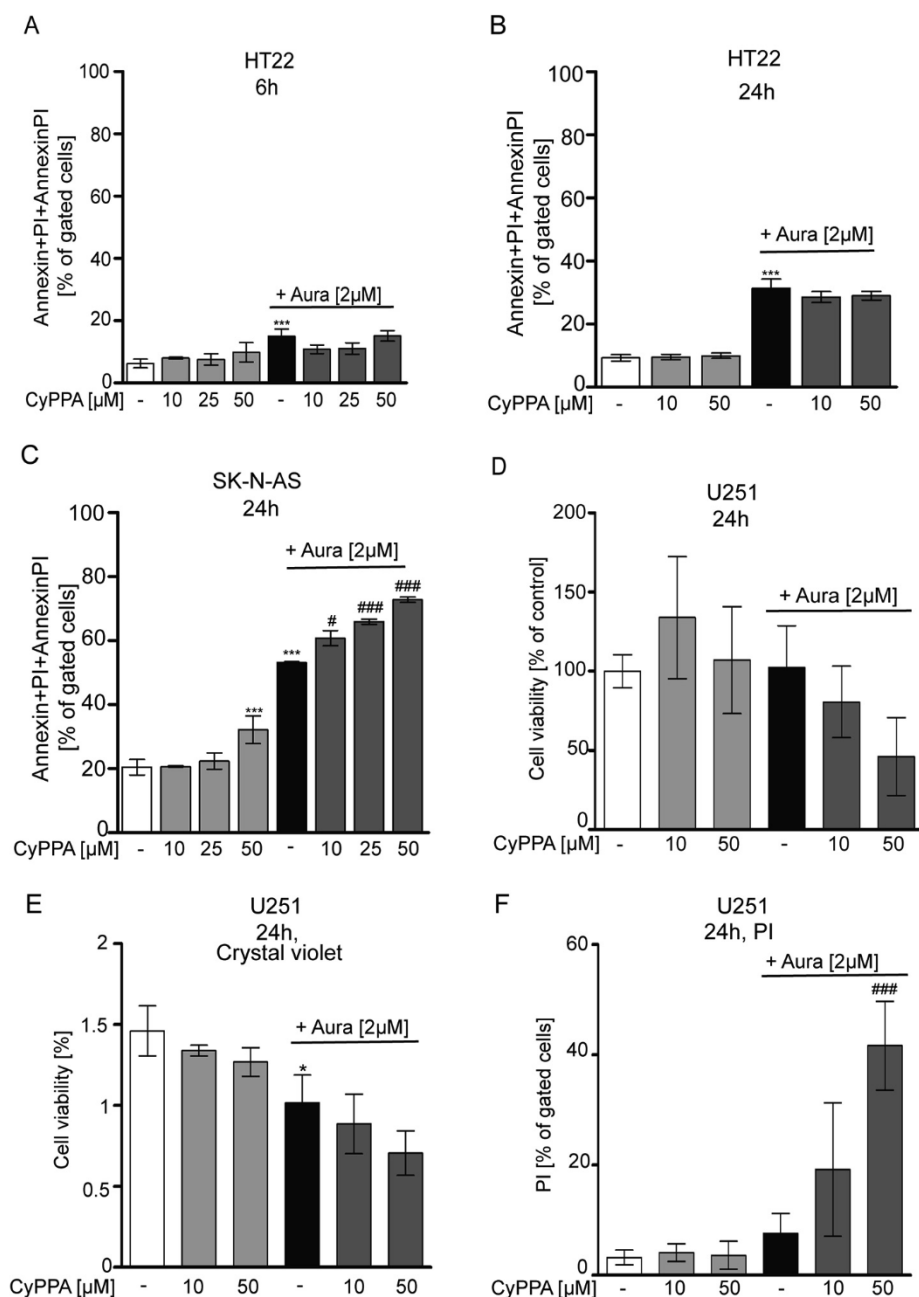 A
HT22
6h
Annexin+PI+AnnexinPI
[% of gated cells]
100
80
60
40
20
0
+ Aura [2µM]
***
CyPPA [µM] - 10 25 50 - 10 25 50
B
HT22
24h
Annexin+PI+AnnexinPI
[% of gated cells]
100
80
60
40
20
0
+ Aura [2µM]
***
CyPPA [µM] - 10 50 - 10 50
C
SK-N-AS
24h
Annexin+PI+AnnexinPI
[% of gated cells]
100
80
60
40
20
0
+ Aura [2µM]
*** *** # ### ###
CyPPA [µM] - 10 25 50 - 10 25 50
D
U251
24h
Cell viability [% of control]
200
150
100
50
0
+ Aura [2µM]
CyPPA [µM] - 10 50 - 10 50
E
U251
24h,
Crystal violet
Cell viability [%]
2
1.5
1
0.5
0
+ Aura [2µM]
*
CyPPA [µM] - 10 50 - 10 50
F
U251
24h, PI
PI [% of gated cells]
60
40
20
0
+ Aura [2µM]
###
CyPPA [µM] - 10 50 - 10 50